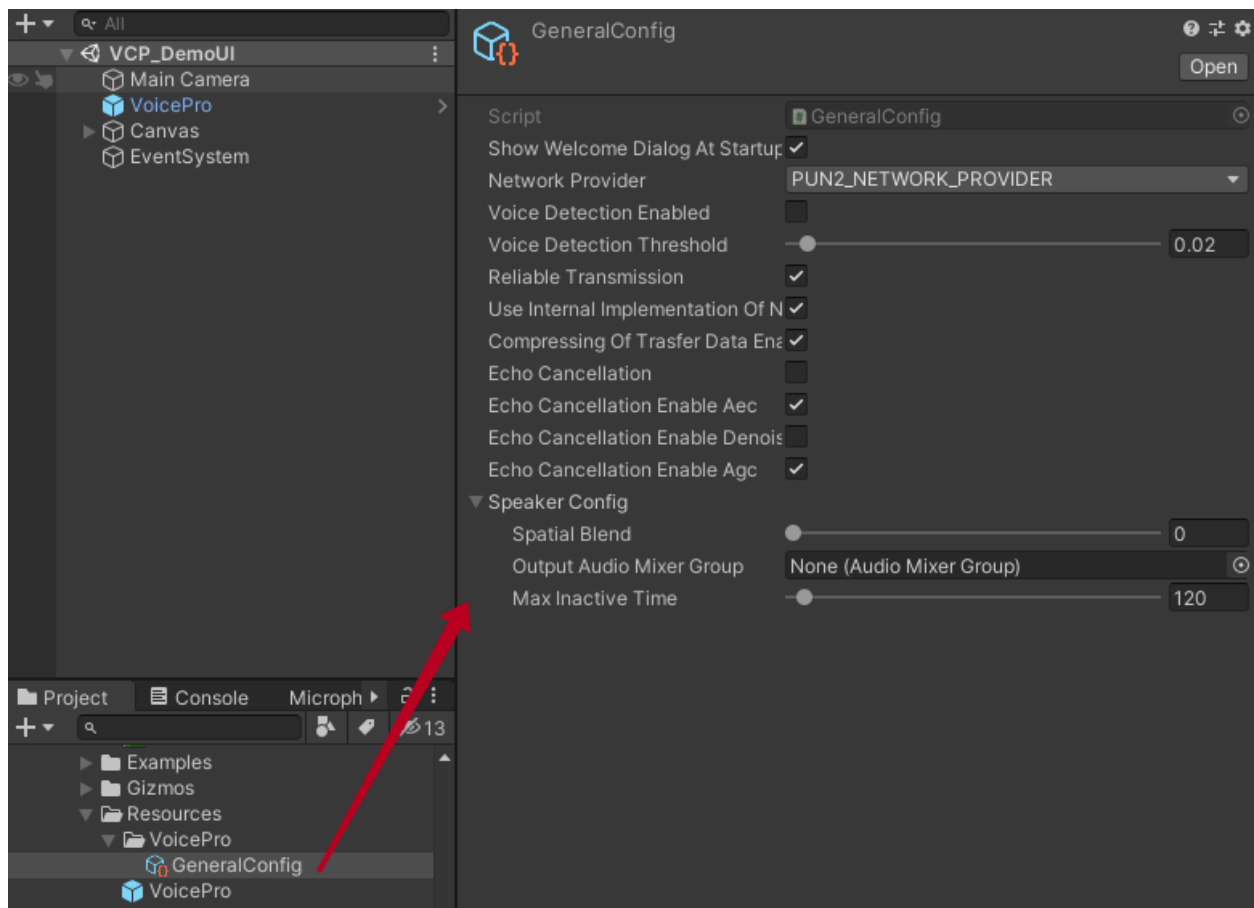 All
VCP_DemoUI
Main Camera
VoicePro
Canvas
EventSystem
GeneralConfig
Open
Script GeneralConfig
Show Welcome Dialog At Startup
Network Provider PUN2_NETWORK_PROVIDER
Voice Detection Enabled
Voice Detection Threshold 0.02
Reliable Transmission
Use Internal Implementation Of N
Compressing Of Trasfer Data Ena
Echo Cancellation
Echo Cancellation Enable Aec
Echo Cancellation Enable Denois
Echo Cancellation Enable Agc
Speaker Config
Spatial Blend 0
Output Audio Mixer Group None (Audio Mixer Group)
Max Inactive Time 120
Project Console Microph
13
Examples
Gizmos
Resources
VoicePro
GeneralConfig
VoicePro